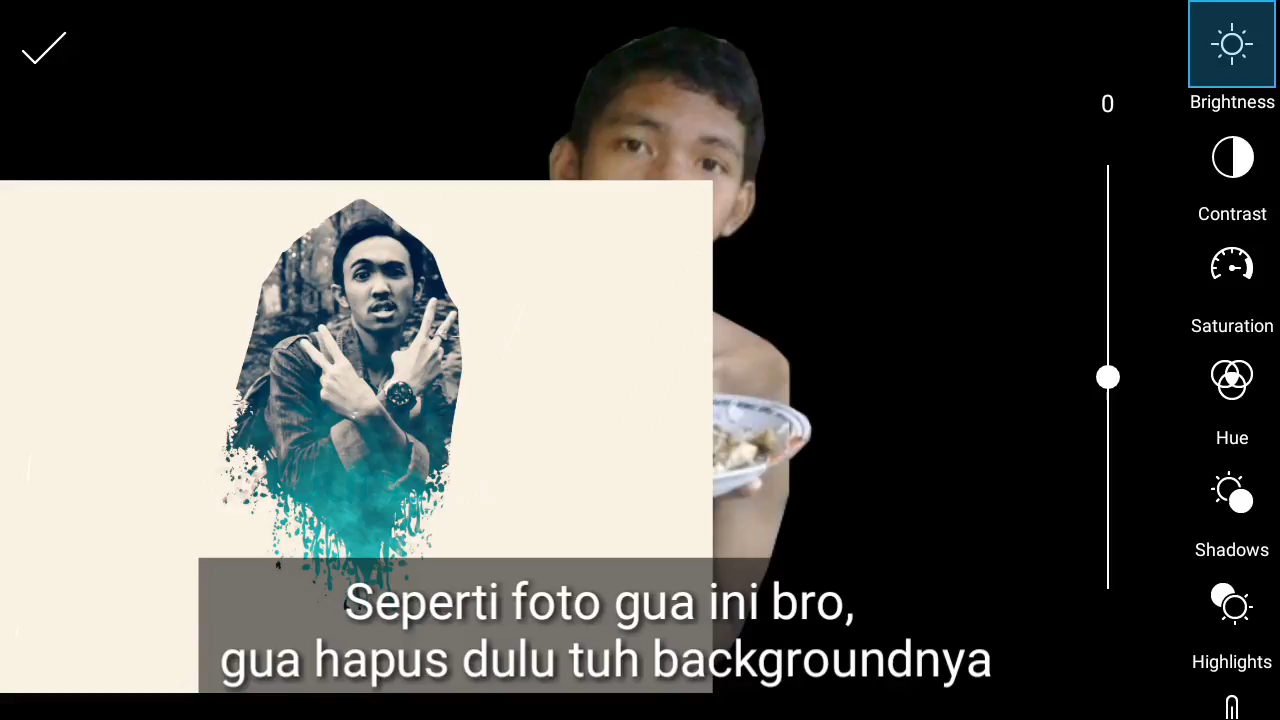 0
Brightness
Contrast
Saturation
Hue
Shadows
Highlights
Seperti foto gua ini bro,
gua hapus dulu tuh backgroundnya